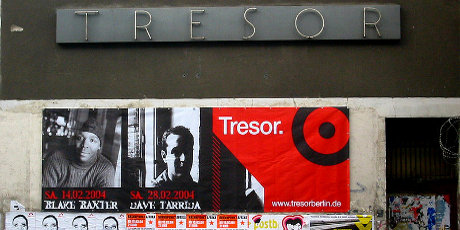 TRESOR
Tresor.
SA. 14.02 2004
BLAKE BAXTER
SA. 28.02 2004
DAVE TARRIDA
www.tresorberlin.de